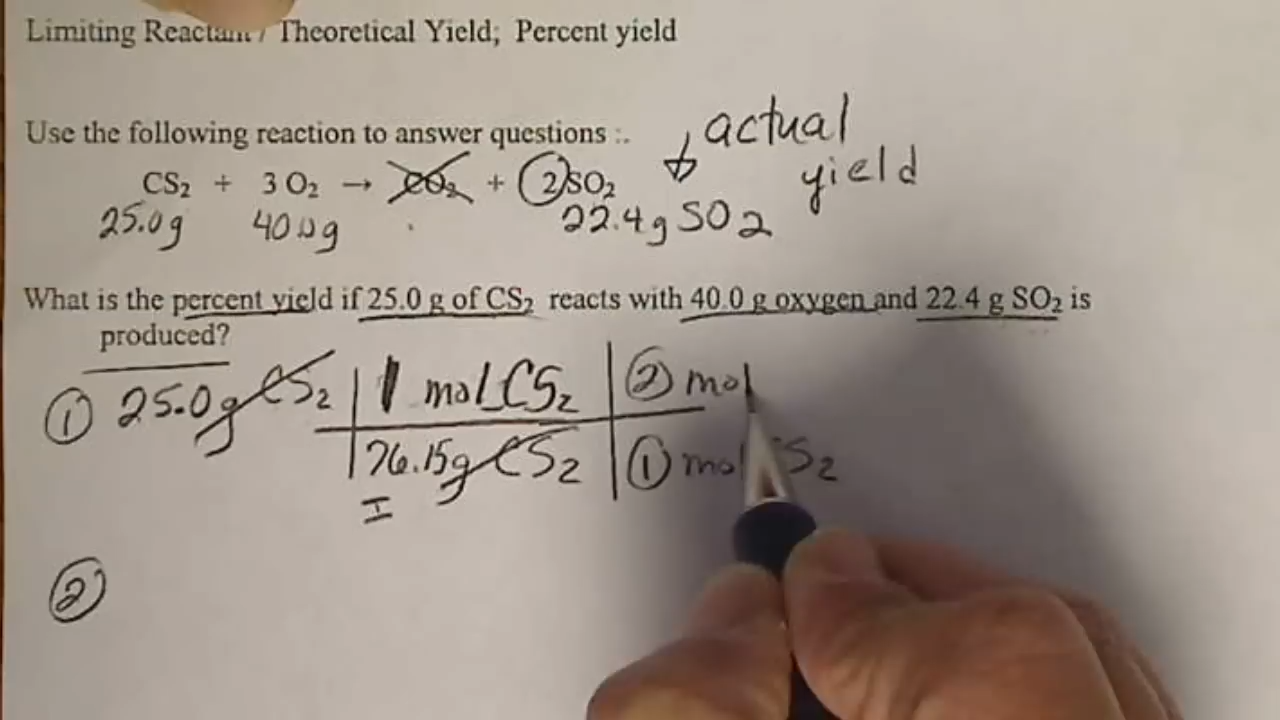 Limiting Reactant / Theoretical Yield; Percent yield
actual
yield
Use the following reaction to answer questions :.
CS₂ + 3 O₂ → CO₂ + 2 SO₂
25.0g 40.0g 22.4g SO₂
What is the percent yield if 25.0 g of CS₂ reacts with 40.0 g oxygen and 22.4 g SO₂ is
produced?
① 25.0g CS₂ 1 mol CS₂ ② mol
76.15g CS₂ ① mol CS₂
I
②